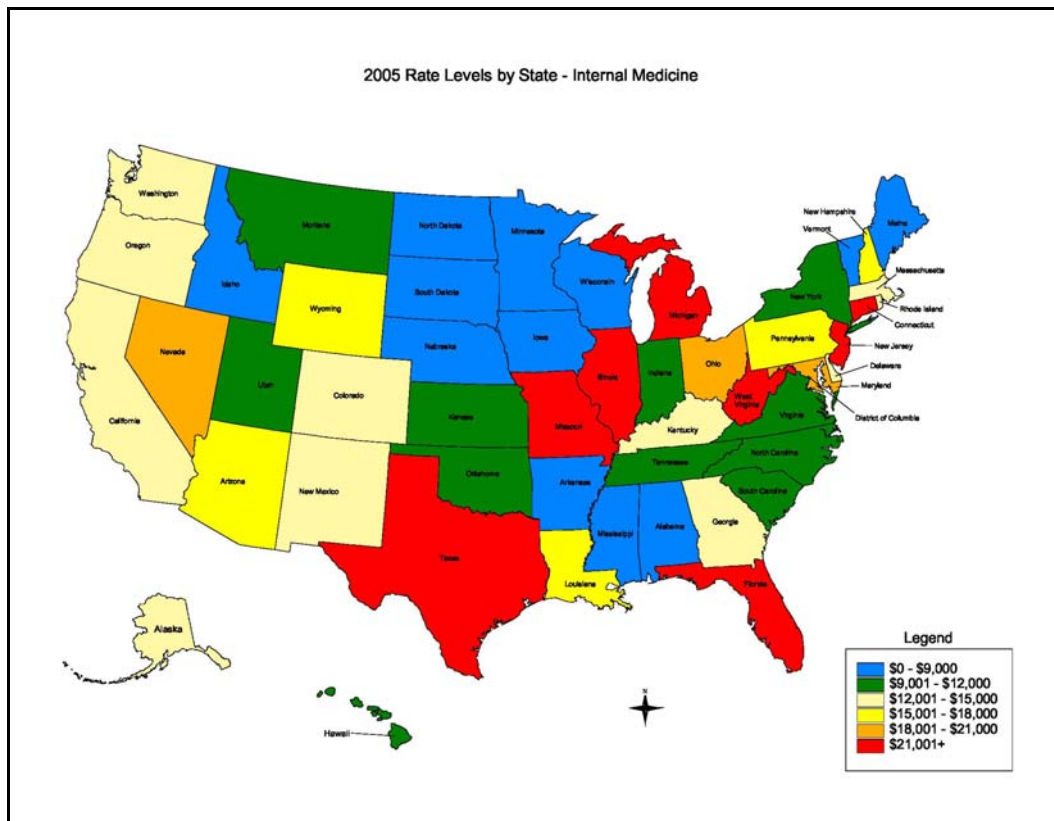 2005 Rate Levels by State - Internal Medicine
Washington
Oregon
California
Nevada
Idaho
Montana
Wyoming
Utah
Arizona
Colorado
New Mexico
North Dakota
South Dakota
Nebraska
Kansas
Oklahoma
Texas
Minnesota
Iowa
Missouri
Arkansas
Louisiana
Wisconsin
Illinois
Michigan
Indiana
Ohio
Kentucky
Tennessee
Mississippi
Alabama
Georgia
Florida
South Carolina
North Carolina
Virginia
West
Virginia
Pennsylvania
New York
New Hampshire
Vermont
Maine
Massachusetts
Rhode Island
Connecticut
New Jersey
Delaware
Maryland
District of Columbia
Alaska
Hawaii
N
Legend
$0 - $9,000
$9,001 - $12,000
$12,001 - $15,000
$15,001 - $18,000
$18,001 - $21,000
$21,001+